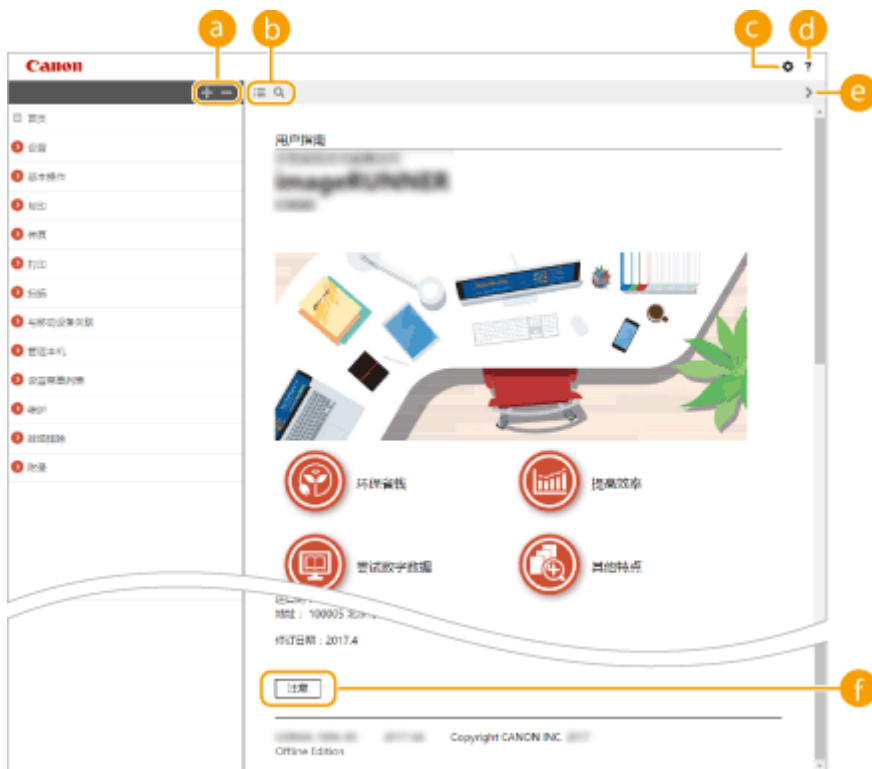 a
b
c
d
Canon
?
e
首页
用户指南
设置
imageRUNNER
基本操作
复印
传真
打印
扫描
与移动设备关联
管理本机
设置菜单列表
维护
故障排除
附录
环保省钱
提高效率
尝试数字数据
其他特点
地址： 100005
修订日期：2017.4
注意
f
Copyright CANON INC.
Offline Edition